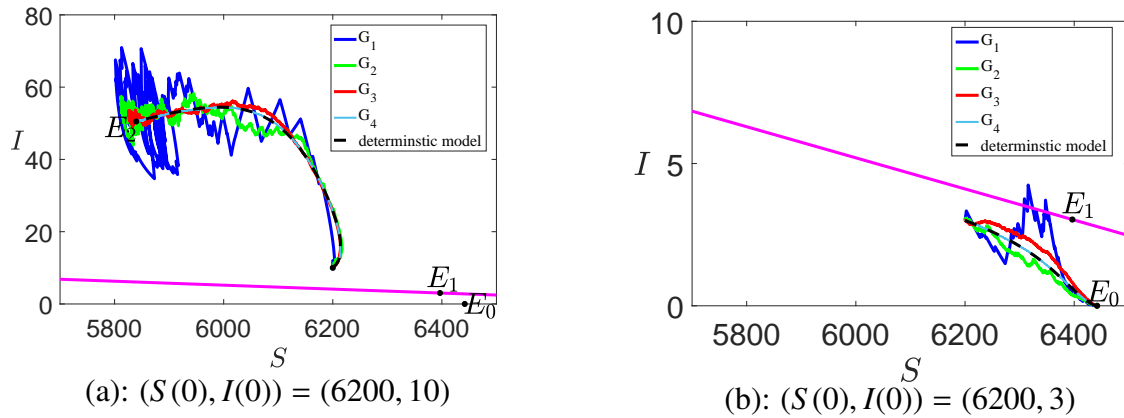 80
60
I
40
20
0
5800
6000
6200
6400
S
G₁
G₂
G₃
G₄
determinstic model
E₂
E₁
E₀
(a): (S(0), I(0)) = (6200, 10)
10
I
5
0
5800
6000
6200
6400
S
G₁
G₂
G₃
G₄
determinstic model
E₁
E₀
(b): (S(0), I(0)) = (6200, 3)